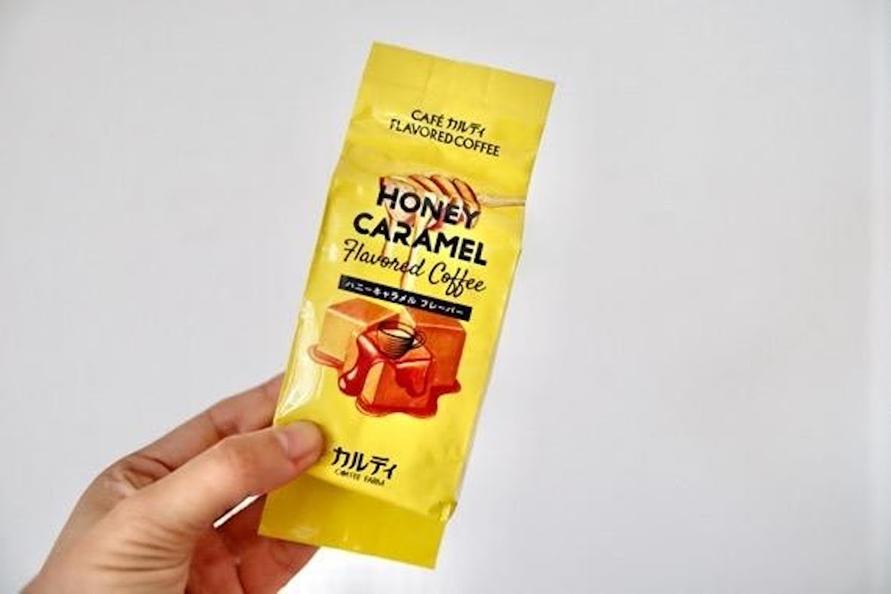 CAFÉ カルディ
FLAVORED COFFEE
HONEY
CARAMEL
Flavored Coffee
ハニーキャラメル フレーバー
カルディ
COFFEE FARM